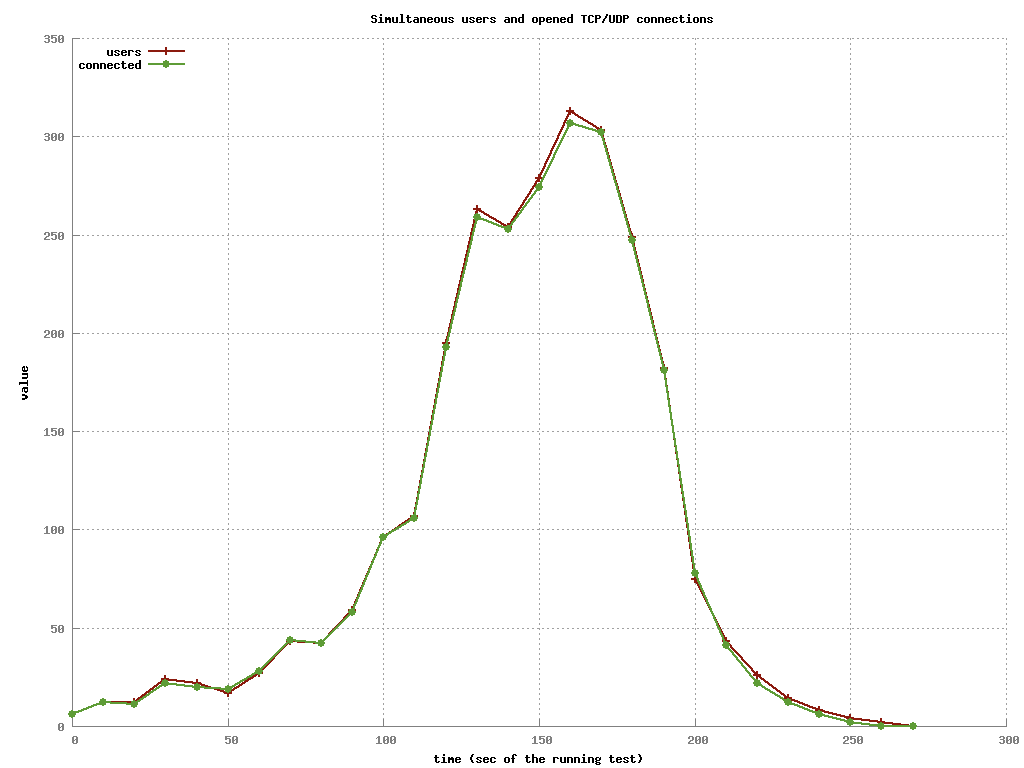 Simultaneous users and opened TCP/UDP connections
350
users
connected
300
250
200
value
150
100
50
0
0 50 100 150 200 250 300
time (sec of the running test)